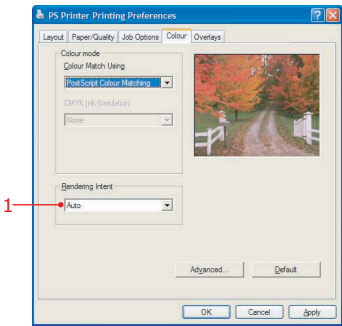 PS Printer Printing Preferences
Layout Paper/Quality Job Options Colour Overlays
Colour mode
Colour Match Using
PostScript Colour Matching
CMYK Ink Simulation
None
Rendering Intent
1
Auto
Advanced... Default
OK Cancel Apply